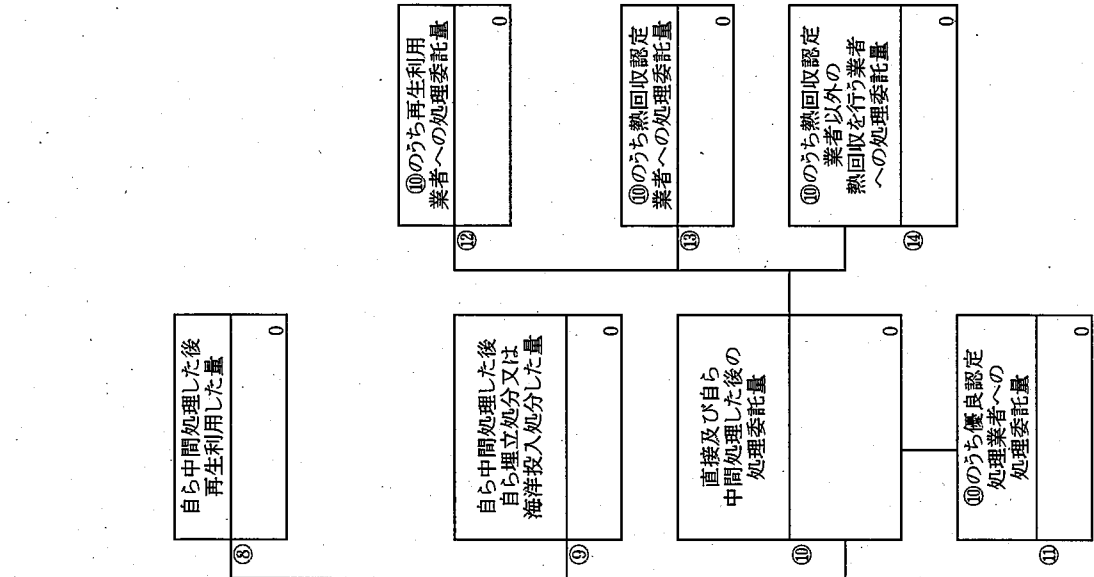 ⑧
自ら中間処理した後
再生利用した量
0
⑨
自ら中間処理した後
自ら埋立処分又は
海洋投入処分した量
0
⑩
直接及び自ら
中間処理した後の
処理委託量
0
⑪
⑩のうち優良認定
処理業者への
処理委託量
0
⑫
⑩のうち再生利用
業者への処理委託量
0
⑬
⑩のうち熱回収認定
業者への処理委託量
0
⑭
⑩のうち熱回収認定
業者以外の
熱回収を行う業者
への処理委託量
0